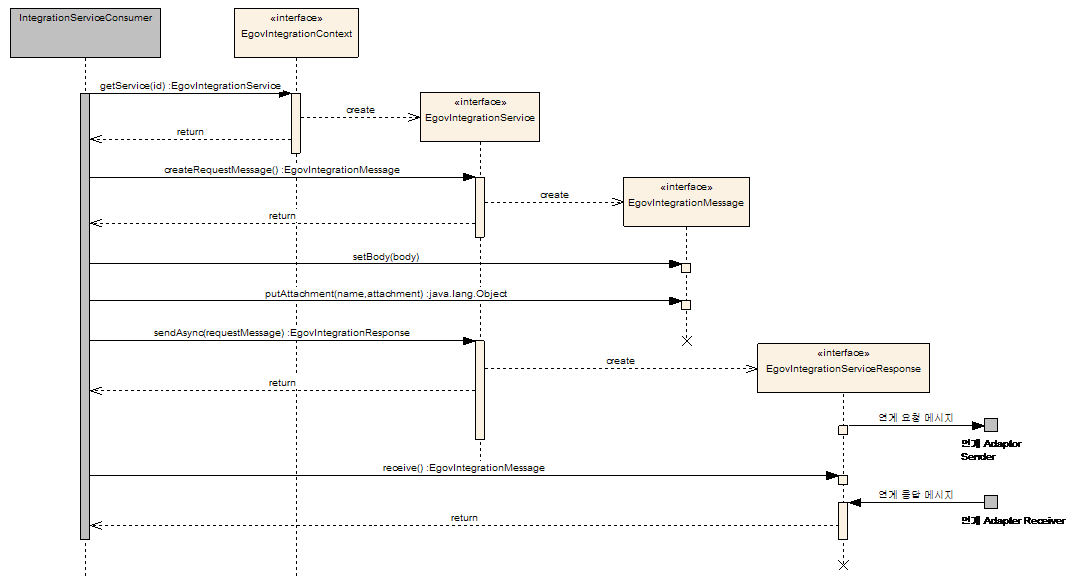 IntegrationServiceConsumer
«interface»
EgovIntegrationContext
getService(id) :EgovIntegrationService
create
«interface»
EgovIntegrationService
return
createRequestMessage() :EgovIntegrationMessage
create
«interface»
EgovIntegrationMessage
return
setBody(body)
putAttachment(name,attachment) :java.lang.Object
sendAsync(requestMessage) :EgovIntegrationResponse
create
«interface»
EgovIntegrationServiceResponse
return
연계 요청 메시지
연계 Adaptor
Sender
receive() :EgovIntegrationMessage
연계 응답 메시지
return
연계 Adapter Receiver